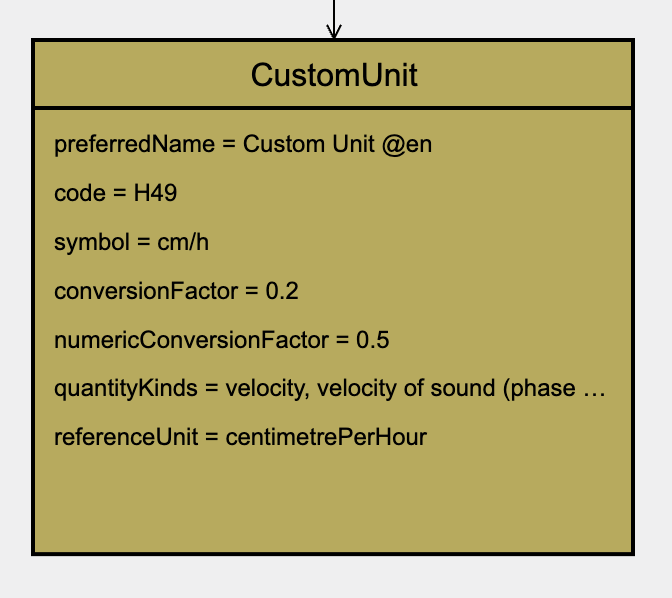 CustomUnit
preferredName = Custom Unit @en
code = H49
symbol = cm/h
conversionFactor = 0.2
numericConversionFactor = 0.5
quantityKinds = velocity, velocity of sound (phase …
referenceUnit = centimetrePerHour